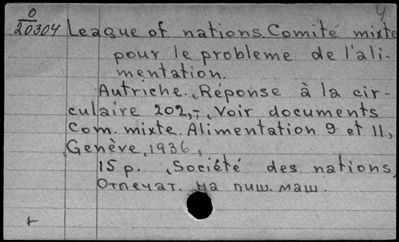 4
O
20304 League of nations. Comité mixte
pour le probleme de l'ali-
mentation.
Autriche. Réponse à la cir-
culaire 202,-, Voir documents
Com. mixte. Alimentation 9 et 11,
Genève, 1936,
15 p. , Société des nations,
Отпечат. на пиш. маш.